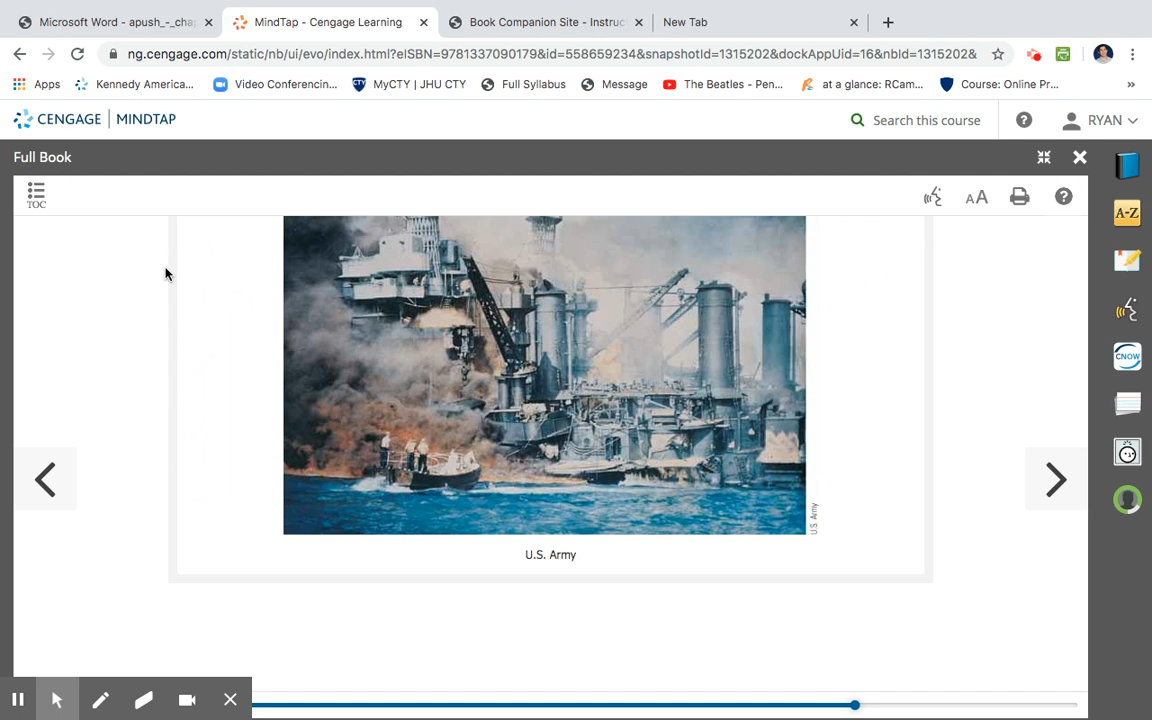 Microsoft Word - apush_-_cha
MindTap - Cengage Learning
Book Companion Site - Instruc
New Tab
ng.cengage.com/static/nb/ui/evo/index.html?eISBN=9781337090179&id=558659234&snapshotId=1315202&dockAppUid=16&nbId=1315202&
Apps
Kennedy America...
Video Conferencin...
CTY
MyCTY | JHU CTY
Full Syllabus
Message
The Beatles - Pen...
at a glance: RCam...
Course: Online Pr...
»
CENGAGE | MINDTAP
Search this course
RYAN
Full Book
TOC
AA
A-Z
CNOW
U.S. Army
U.S. Army